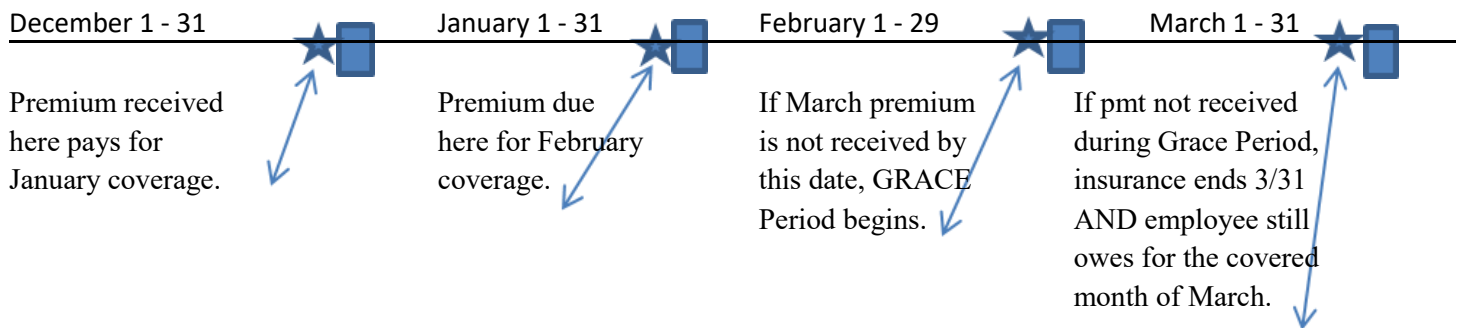 December 1 - 31
January 1 - 31
February 1 - 29
March 1 - 31
Premium received
here pays for
January coverage.
Premium due
here for February
coverage.
If March premium
is not received by
this date, GRACE
Period begins.
If pmt not received
during Grace Period,
insurance ends 3/31
AND employee still
owes for the covered
month of March.